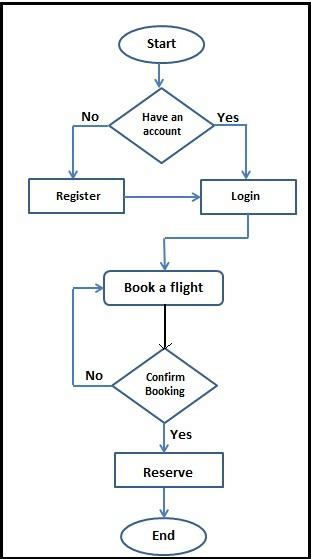 Start
Have an
account
No
Yes
Register
Login
Book a flight
Confirm
Booking
No
Yes
Reserve
End